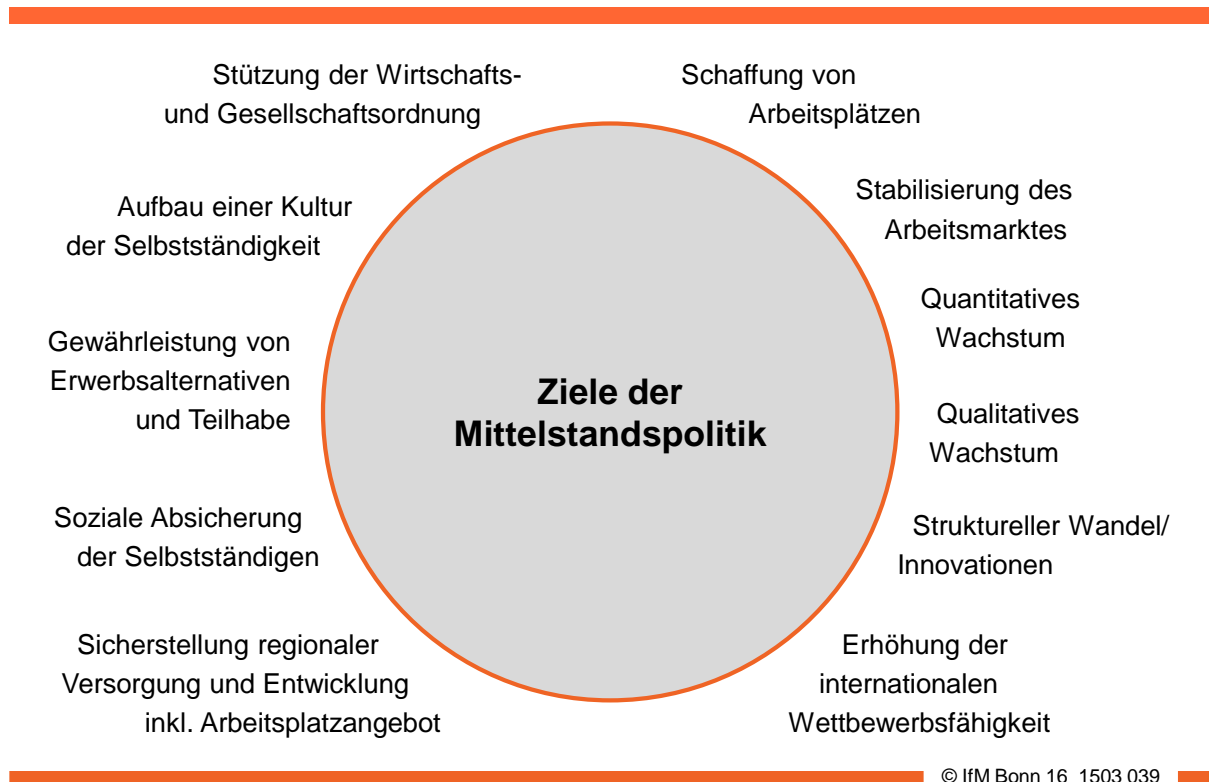 Stützung der Wirtschafts-
und Gesellschaftsordnung
Schaffung von
Arbeitsplätzen
Aufbau einer Kultur
der Selbstständigkeit
Stabilisierung des
Arbeitsmarktes
Quantitatives
Wachstum
Gewährleistung von
Erwerbsalternativen
und Teilhabe
Ziele der
Mittelstandspolitik
Qualitatives
Wachstum
Soziale Absicherung
der Selbstständigen
Struktureller Wandel/
Innovationen
Sicherstellung regionaler
Versorgung und Entwicklung
inkl. Arbeitsplatzangebot
Erhöhung der
internationalen
Wettbewerbsfähigkeit
© IfM Bonn 16 1503 039